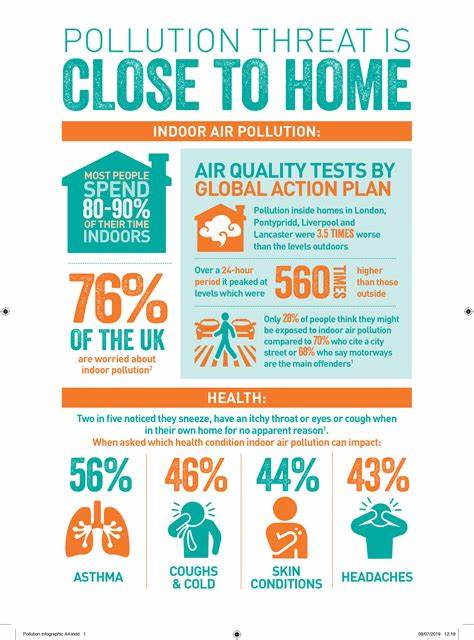 POLLUTION THREAT IS
CLOSE TO HOME
INDOOR AIR POLLUTION:
MOST PEOPLE
SPEND
80-90%
OF THEIR TIME
INDOORS
76%
OF THE UK
are worried about
indoor pollution²
AIR QUALITY TESTS BY
GLOBAL ACTION PLAN
Pollution inside homes in London,
Pontypridd, Liverpool and
Lancaster were 3.5 TIMES worse
than the levels outdoors
Over a 24-hour
period it peaked at
levels which were
560 TIMES
higher
than those
outside
Only 28% of people think they might
be exposed to indoor air pollution
compared to 70% who cite a city
street or 68% who say motorways
are the main offenders¹
HEALTH:
Two in five noticed they sneeze, have an itchy throat or eyes or cough when
in their own home for no apparent reason¹.
When asked which health condition indoor air pollution can impact:
56%
ASTHMA
46%
COUGHS
& COLD
44%
SKIN
CONDITIONS
43%
HEADACHES
Pollution infographic A4.indd 1
09/07/2019 12:15